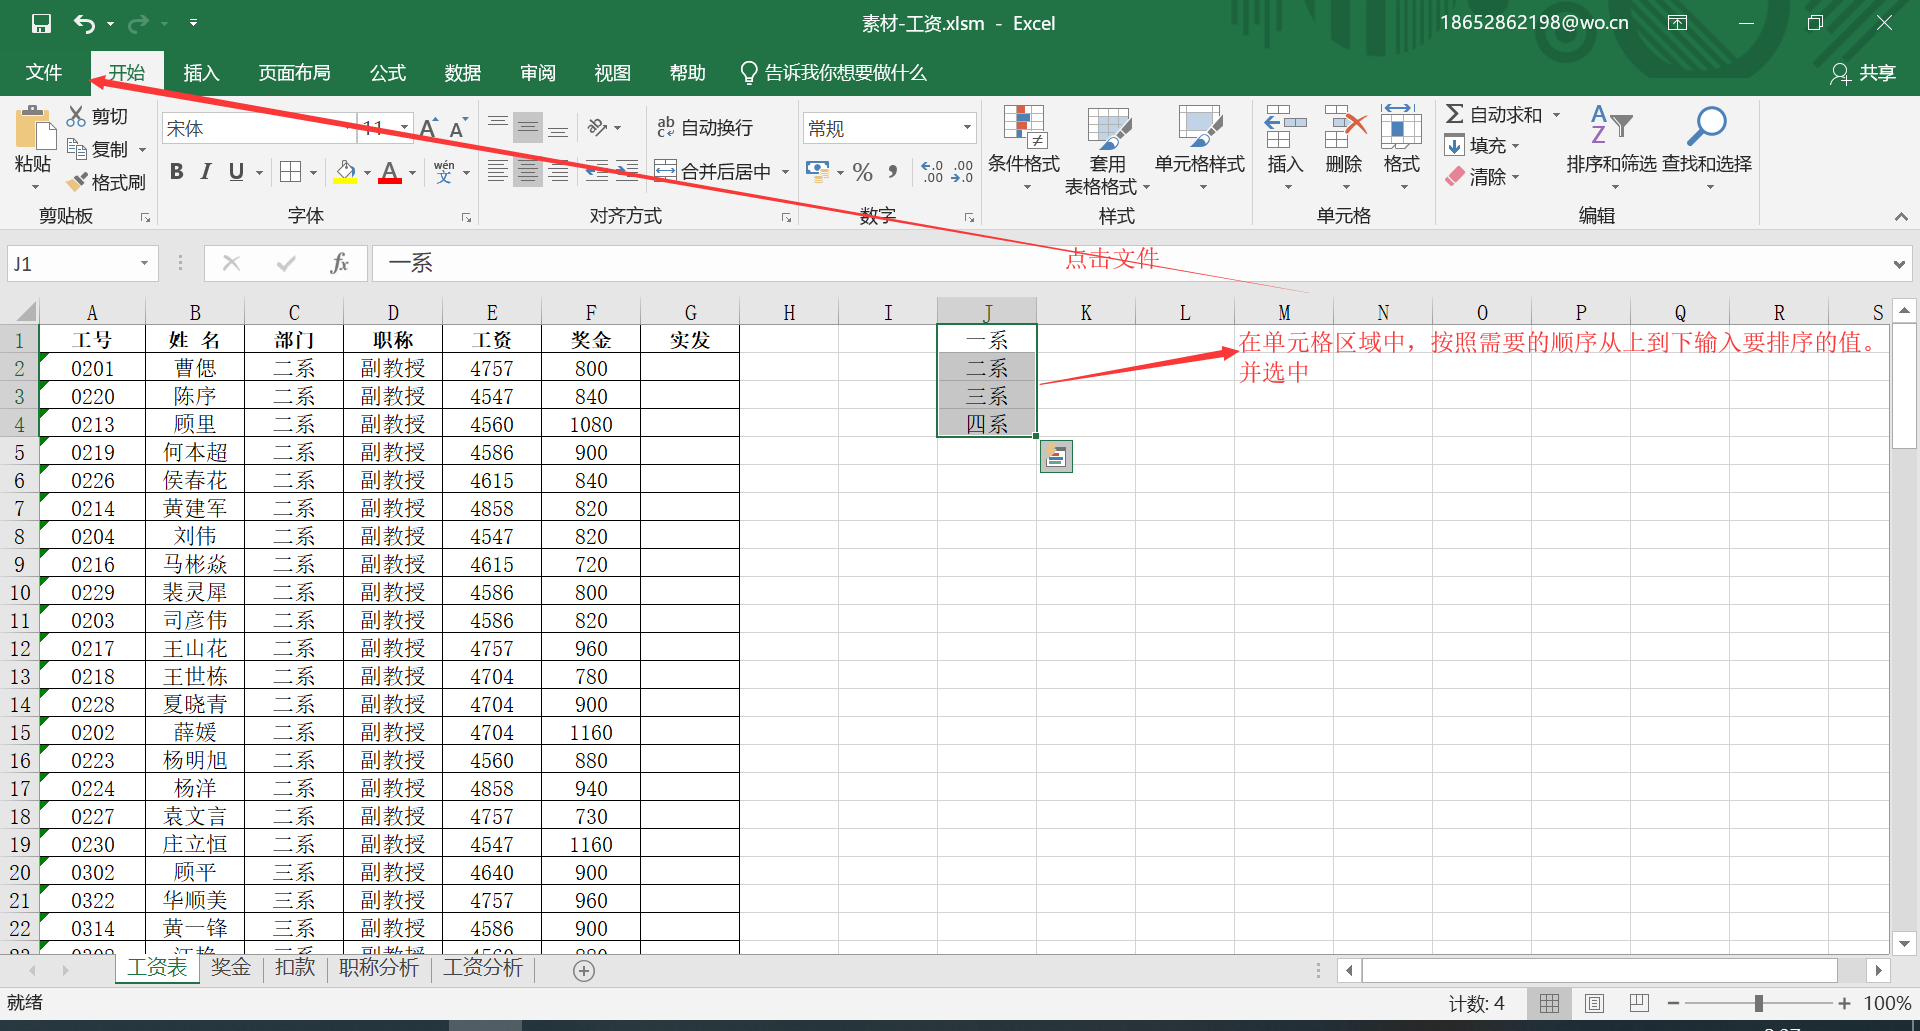 素材-工资.xlsm - Excel
18652862198@wo.cn
文件 开始 插入 页面布局 公式 数据 审阅 视图 帮助 告诉我你想要做什么 共享
粘贴 剪切 复制 格式刷 剪贴板
宋体 11 A A B I U A wén 文 字体
ab c 自动换行 合并后居中 对齐方式
常规 % , .0 .00 .00 .0 数字
条件格式 套用 表格格式 单元格样式 样式
插入 删除 格式 单元格
Σ 自动求和 填充 清除 A Z 排序和筛选 查找和选择 编辑
J1 fx 一系
点击文件
A B C D E F G H I J K L M N O P Q R S
1 工号 姓 名 部门 职称 工资 奖金 实发 一系
在单元格区域中，按照需要的顺序从上到下输入要排序的值。
并选中
2 0201 曹偲 二系 副教授 4757 800 二系
3 0220 陈序 二系 副教授 4547 840 三系
4 0213 顾里 二系 副教授 4560 1080 四系
5 0219 何本超 二系 副教授 4586 900
6 0226 侯春花 二系 副教授 4615 840
7 0214 黄建军 二系 副教授 4858 820
8 0204 刘伟 二系 副教授 4547 820
9 0216 马彬焱 二系 副教授 4615 720
10 0229 裴灵犀 二系 副教授 4586 800
11 0203 司彦伟 二系 副教授 4586 820
12 0217 王山花 二系 副教授 4757 960
13 0218 王世栋 二系 副教授 4704 780
14 0228 夏晓青 二系 副教授 4704 900
15 0202 薛媛 二系 副教授 4704 1160
16 0223 杨明旭 二系 副教授 4560 880
17 0224 杨洋 二系 副教授 4858 940
18 0227 袁文言 二系 副教授 4757 730
19 0230 庄立恒 二系 副教授 4547 1160
20 0302 顾平 三系 副教授 4640 900
21 0322 华顺美 三系 副教授 4757 960
22 0314 黄一锋 三系 副教授 4586 900
工资表 奖金 扣款 职称分析 工资分析
就绪 计数: 4 100%